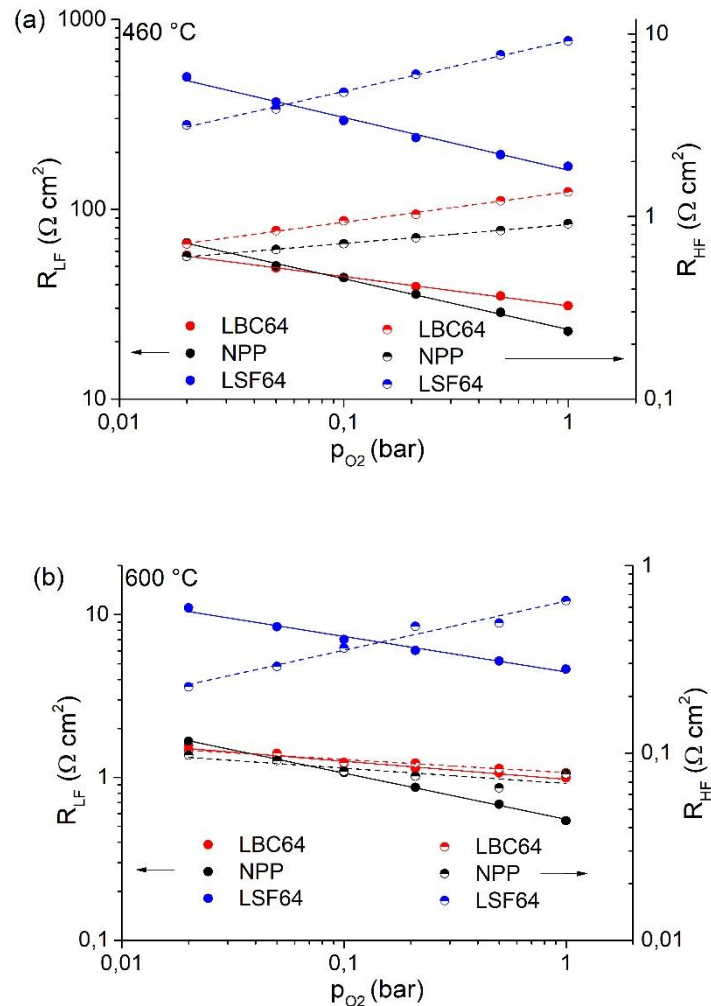 (a)
460 °C
1000
100
10
R_LF (Ω cm²)
10
1
0,1
R_HF (Ω cm²)
LBC64 LBC64
NPP NPP
LSF64 LSF64
0,01 0,1 1
p_O2 (bar)
(b)
600 °C
10
1
0,1
R_LF (Ω cm²)
1
0,1
0,01
R_HF (Ω cm²)
LBC64 LBC64
NPP NPP
LSF64 LSF64
0,01 0,1 1
p_O2 (bar)